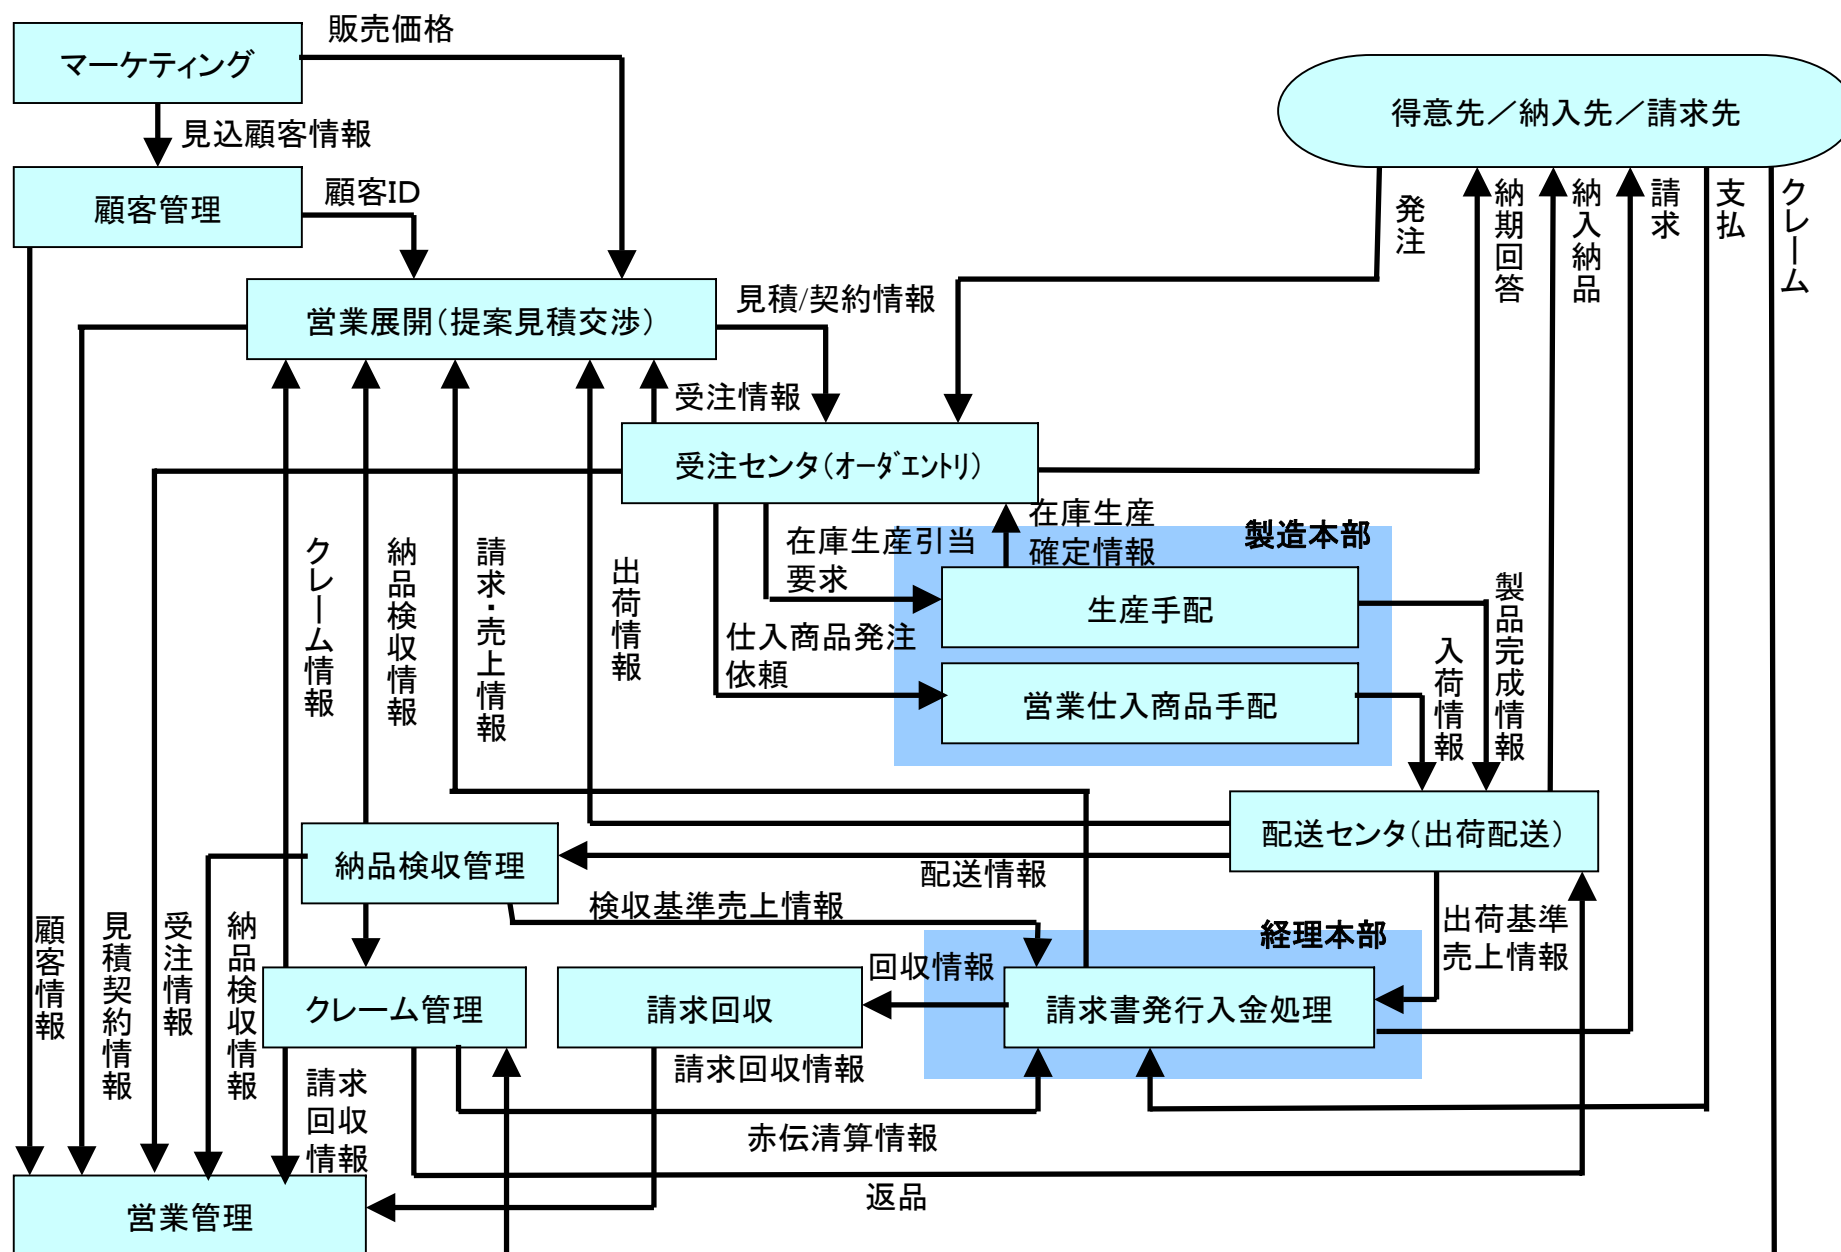 販売価格
マーケティング
得意先／納入先／請求先
見込顧客情報
顧客管理
顧客ID
発注
納期回答
納入納品
請求
支払
クレーム
営業展開（提案見積交渉）
見積/契約情報
受注情報
受注センタ（ｵｰﾀﾞｴﾝﾄﾘ）
在庫生産
確定情報
製造本部
在庫生産引当
要求
生産手配
仕入商品発注
依頼
営業仕入商品手配
クレーム情報
納品検収情報
請求・売上情報
出荷情報
入荷情報
製品完成情報
配送センタ（出荷配送）
納品検収管理
配送情報
検収基準売上情報
出荷基準
売上情報
経理本部
回収情報
クレーム管理
請求回収
請求書発行入金処理
顧客情報
見積契約情報
受注情報
納品検収情報
請求
回収
情報
請求回収情報
赤伝清算情報
返品
営業管理